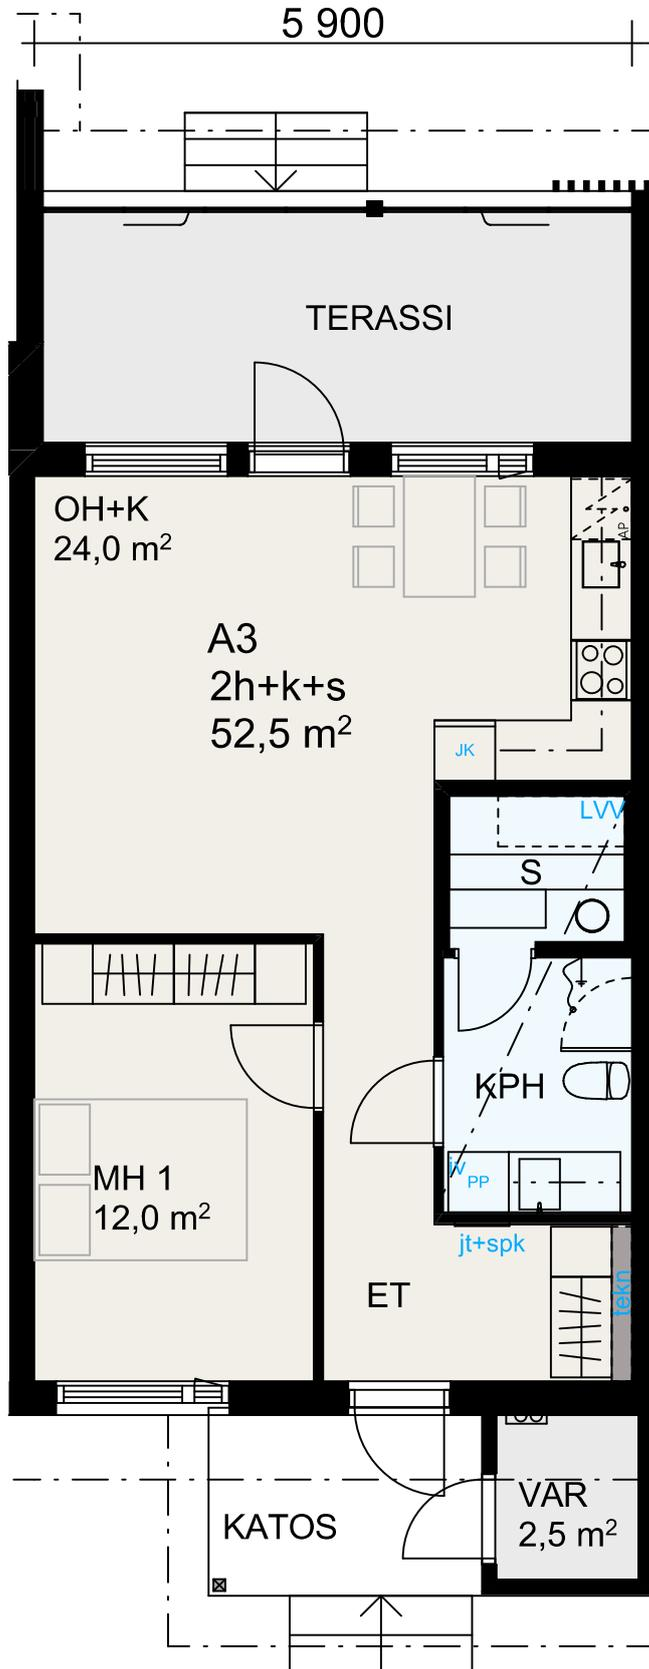 5 900
TERASSI
OH+K
24,0 m²
AP
A3
2h+k+s
52,5 m²
JK
LVV
S
KPH
MH 1
12,0 m²
jv
PP
jt+spk
tekn
ET
VAR
2,5 m²
KATOS